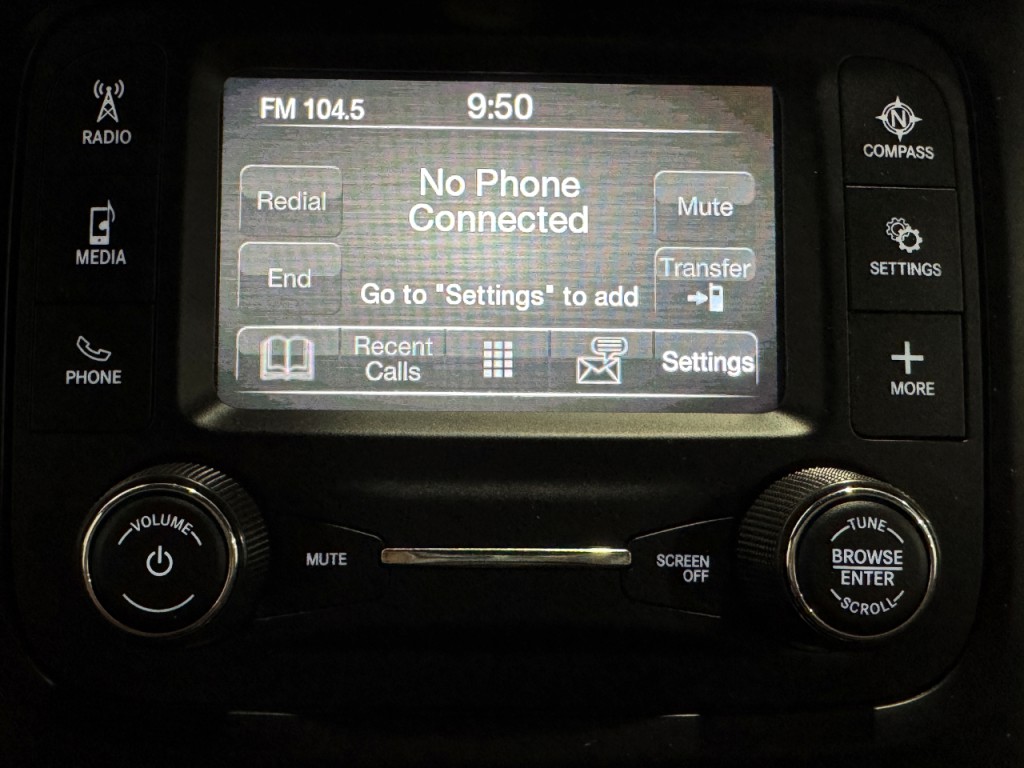 RADIO
MEDIA
PHONE
FM 104.5 9:50
Redial
No Phone
Connected
Mute
End
Go to "Settings" to add
Transfer
Recent
Calls
Settings
N
COMPASS
SETTINGS
MORE
VOLUME
MUTE
SCREEN
OFF
TUNE
BROWSE
ENTER
SCROLL